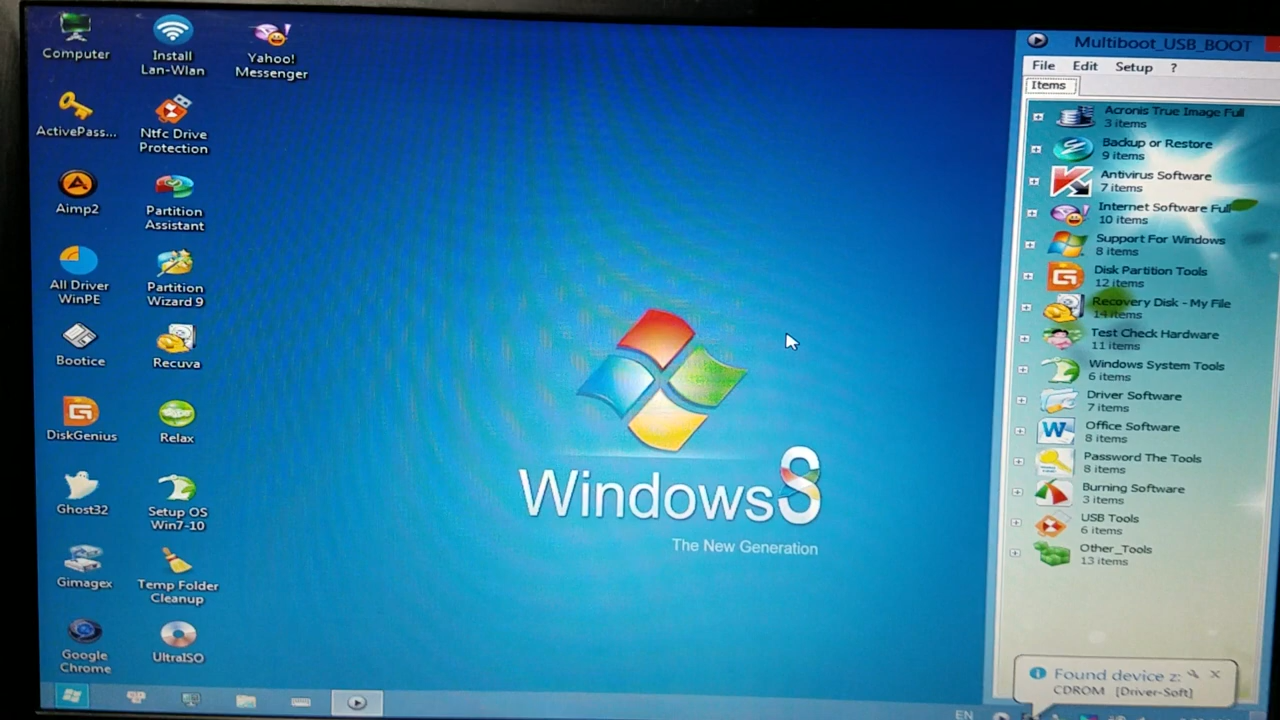 Computer
Install
Lan-Wlan
Yahoo!
Messenger
ActivePass...
Ntfc Drive
Protection
Aimp2
Partition
Assistant
All Driver
WinPE
Partition
Wizard 9
Bootice
Recuva
DiskGenius
Relax
Ghost32
Setup OS
Win7-10
Gimagex
Temp Folder
Cleanup
Google
Chrome
UltraISO
Windows 8
The New Generation
Multiboot_USB_BOOT
File Edit Setup ?
Items
Acronis True Image Full
3 items
Backup or Restore
9 items
Antivirus Software
7 items
Internet Software Full
10 items
Support For Windows
8 items
Disk Partition Tools
12 items
Recovery Disk - My File
14 items
Test Check Hardware
11 items
Windows System Tools
6 items
Driver Software
7 items
Office Software
8 items
Password The Tools
8 items
Burning Software
3 items
USB Tools
6 items
Other_Tools
13 items
Found device z:
CDROM [Driver-Soft]
EN